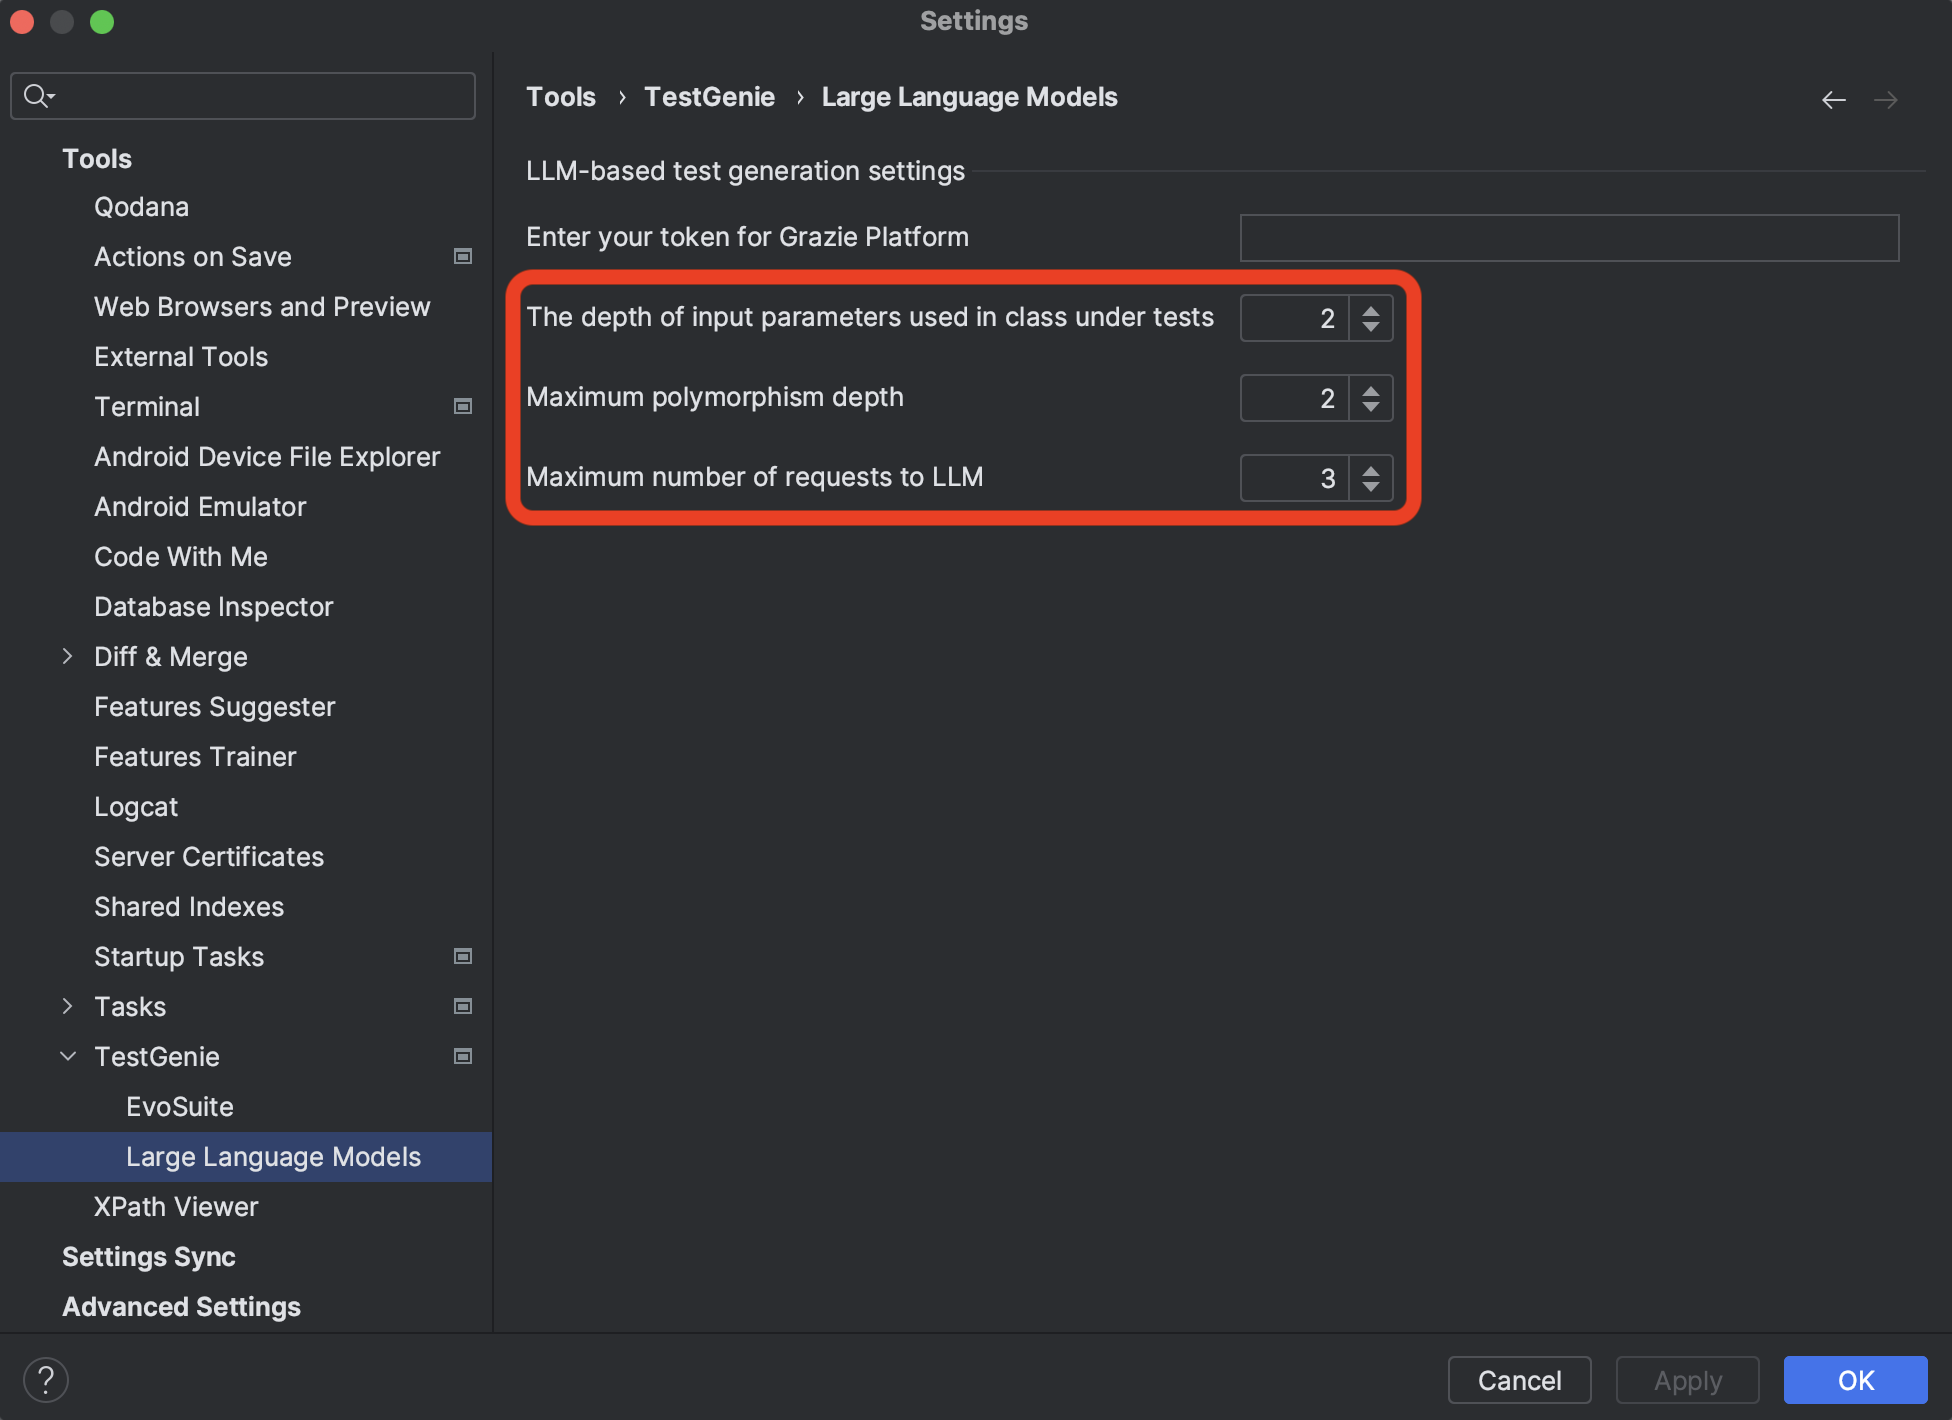 Settings
Tools
Qodana
Actions on Save
Web Browsers and Preview
External Tools
Terminal
Android Device File Explorer
Android Emulator
Code With Me
Database Inspector
Diff & Merge
Features Suggester
Features Trainer
Logcat
Server Certificates
Shared Indexes
Startup Tasks
Tasks
TestGenie
EvoSuite
Large Language Models
XPath Viewer
Settings Sync
Advanced Settings
Tools › TestGenie › Large Language Models
LLM-based test generation settings
Enter your token for Grazie Platform
The depth of input parameters used in class under tests 2
Maximum polymorphism depth 2
Maximum number of requests to LLM 3
? Cancel Apply OK